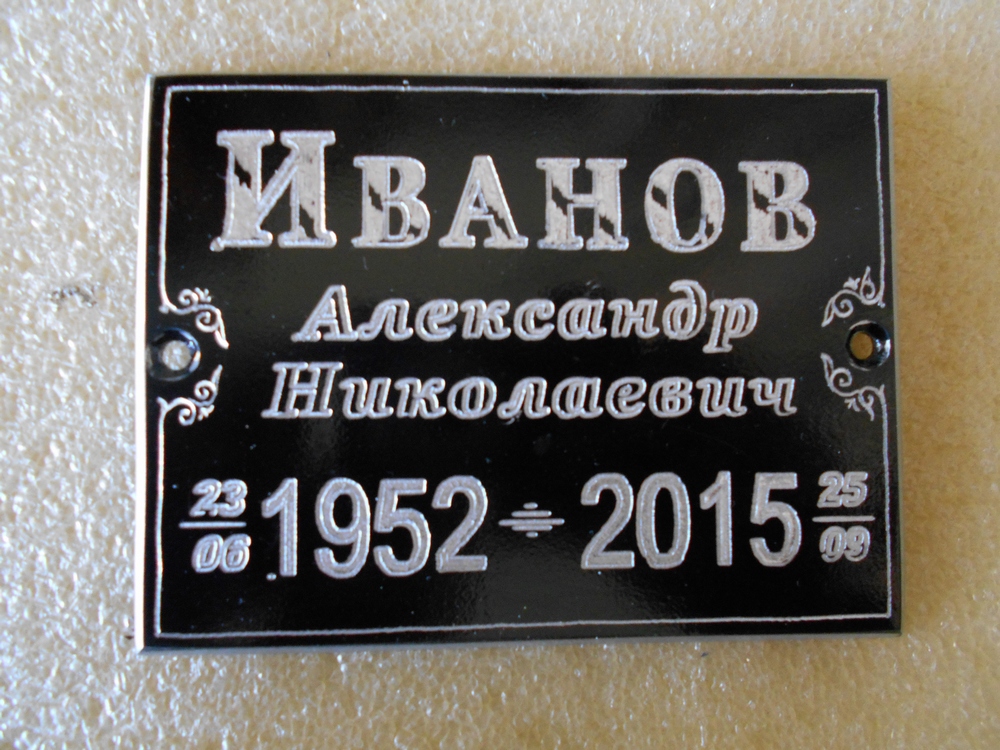 Иванов
Александр
Николаевич
23/06 1952 ÷ 2015 25/09